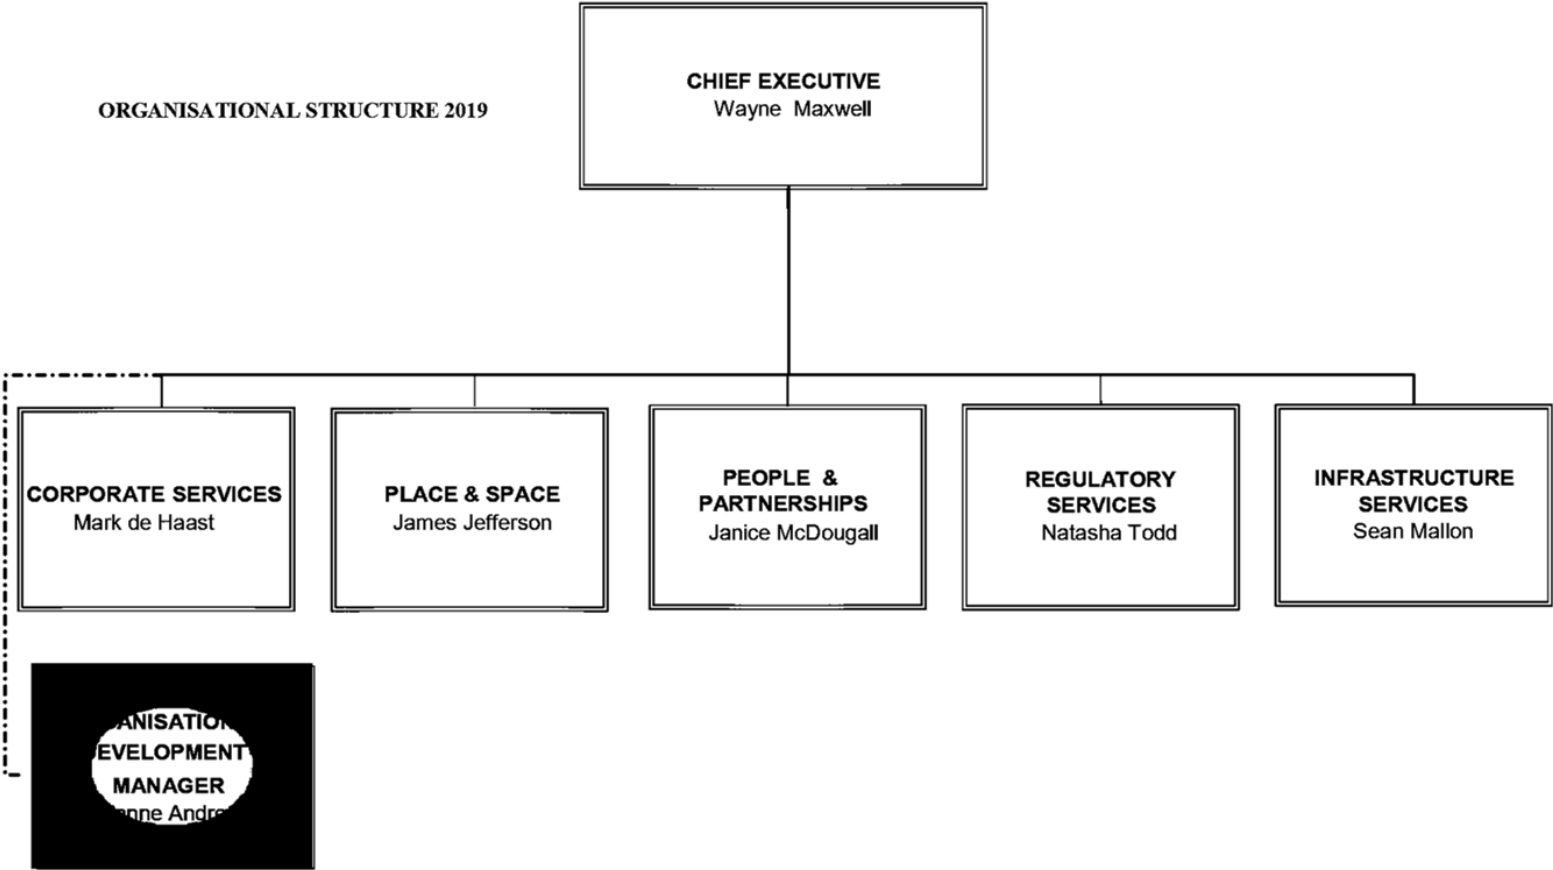 CHIEF EXECUTIVE
Wayne Maxwell
ORGANISATIONAL STRUCTURE 2019
CORPORATE SERVICES
Mark de Haast
PLACE & SPACE
James Jefferson
PEOPLE &
PARTNERSHIPS
Janice McDougall
REGULATORY
SERVICES
Natasha Todd
INFRASTRUCTURE
SERVICES
Sean Mallon
MANAGER